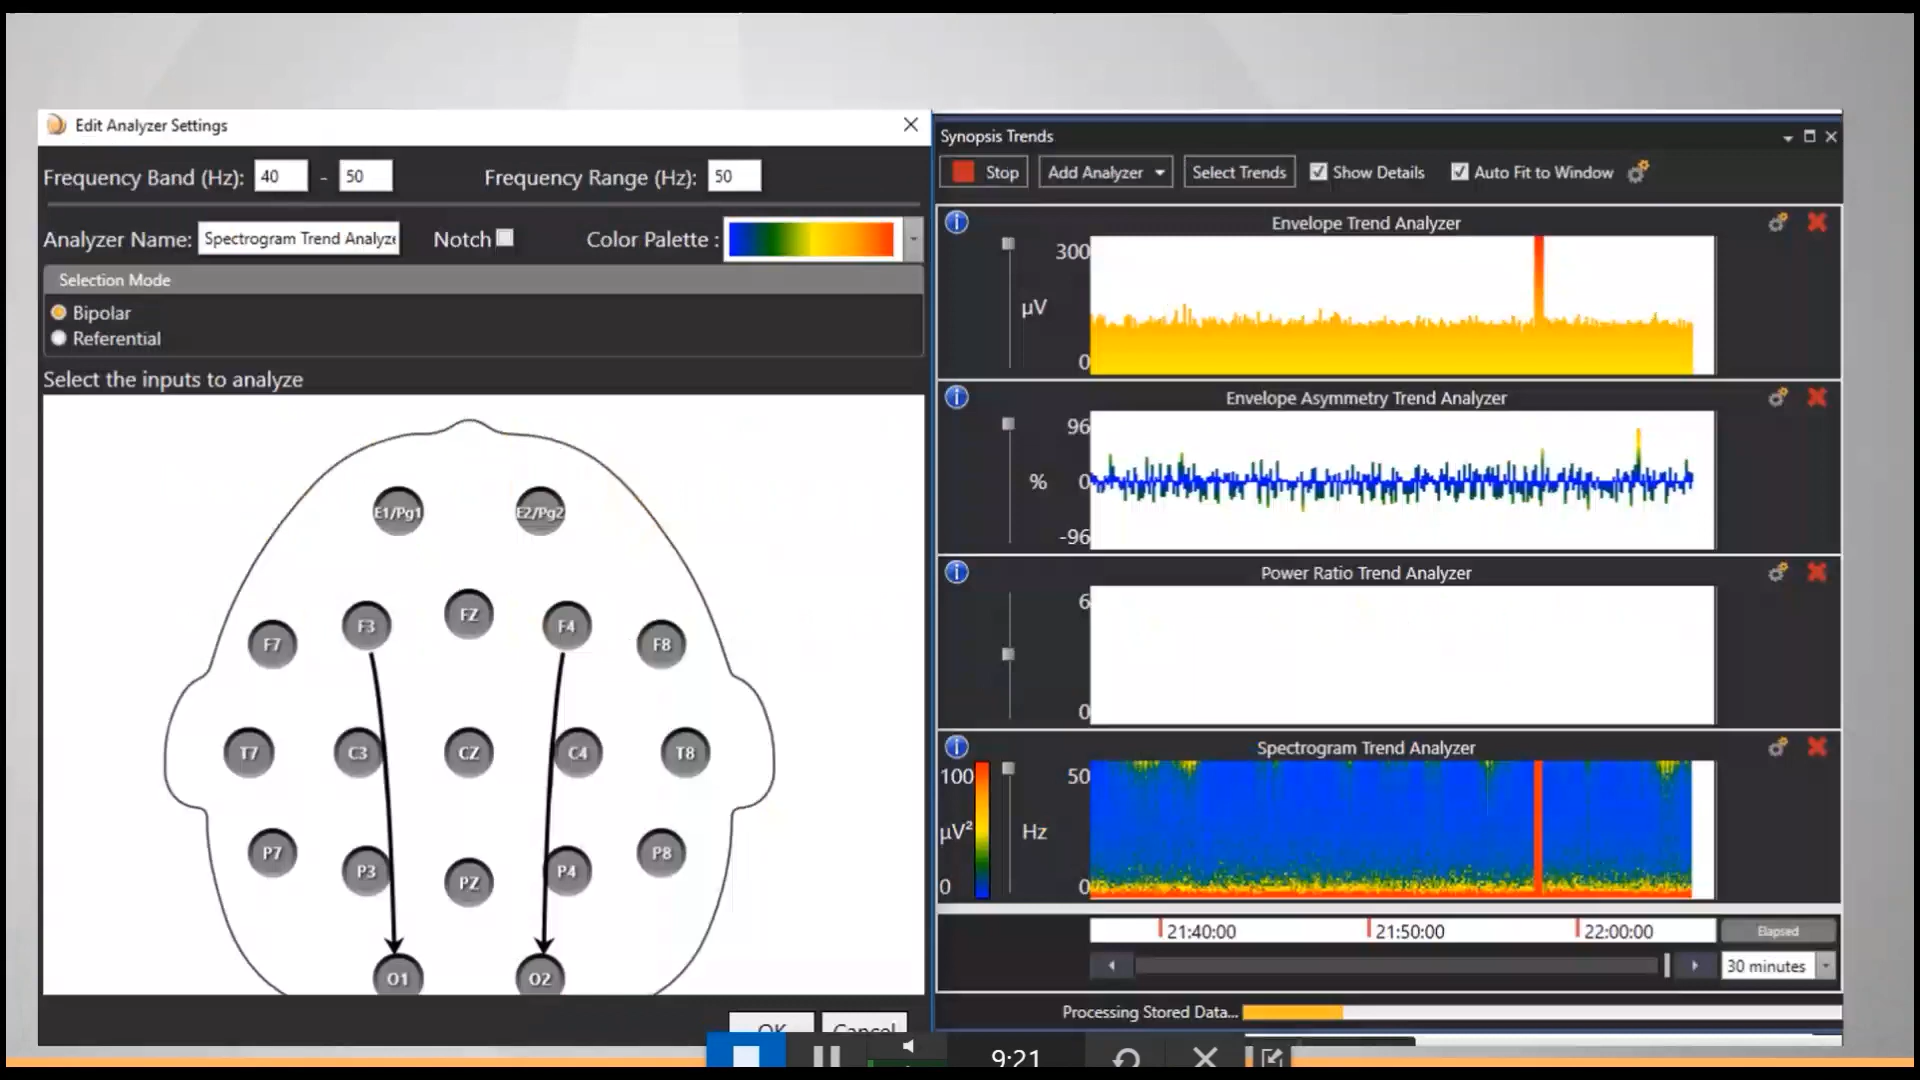 Edit Analyzer Settings
Frequency Band (Hz): 40 - 50 Frequency Range (Hz): 50
Analyzer Name: Spectrogram Trend Analyze Notch Color Palette :
Selection Mode
Bipolar
Referential
Select the inputs to analyze
E1/Pg1 E2/Pg2
F7 F3 FZ F4 F8
T7 C3 CZ C4 T8
P7 P3 PZ P4 P8
O1 O2
OK Cancel
Synopsis Trends
Stop Add Analyzer Select Trends Show Details Auto Fit to Window
Envelope Trend Analyzer
300
µV
0
Envelope Asymmetry Trend Analyzer
96
% 0
-96
Power Ratio Trend Analyzer
6
0
Spectrogram Trend Analyzer
100 50
µV² Hz
0 0
21:40:00 21:50:00 22:00:00 Elapsed
30 minutes
Processing Stored Data...
9:21